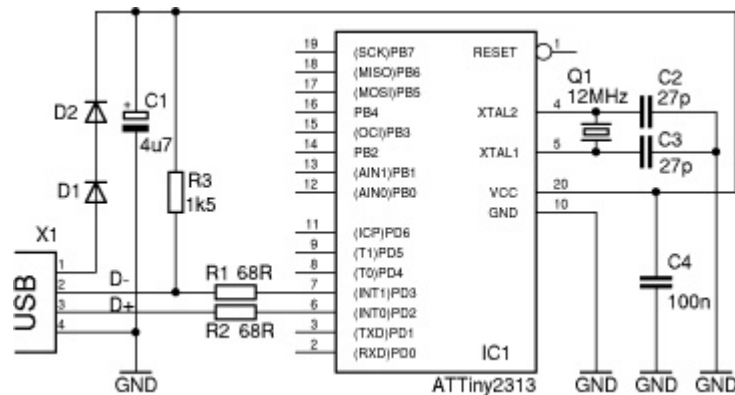 19 (SCK)PB7 RESET 1
18 (MISO)PB6
17 (MOSI)PB5
16 PB4 XTAL2 4
15 (OCI)PB3
14 PB2 XTAL1 5
13 (AIN1)PB1
12 (AIN0)PB0 VCC 20
GND 10
11 (ICP)PD6
9 (T1)PD5
8 (T0)PD4
7 (INT1)PD3
6 (INT0)PD2
3 (TXD)PD1
2 (RXD)PD0 IC1
ATTiny2313
Q1
12MHz
C2
27p
C3
27p
C4
100n
D2
D1
+ C1
4u7
R3
1k5
X1
USB
1
2 D-
3 D+
4
R1 68R
R2 68R
GND
GND
GND
GND